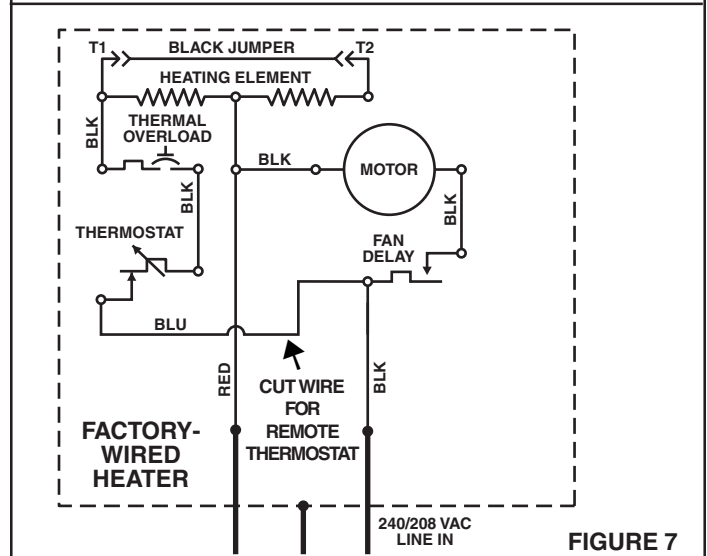 T1 BLACK JUMPER T2
HEATING ELEMENT
BLK
THERMAL
OVERLOAD
BLK
MOTOR
BLK
BLK
THERMOSTAT
FAN
DELAY
BLU
RED
CUT WIRE
FOR
REMOTE
THERMOSTAT
BLK
FACTORY-
WIRED
HEATER
240/208 VAC
LINE IN
FIGURE 7